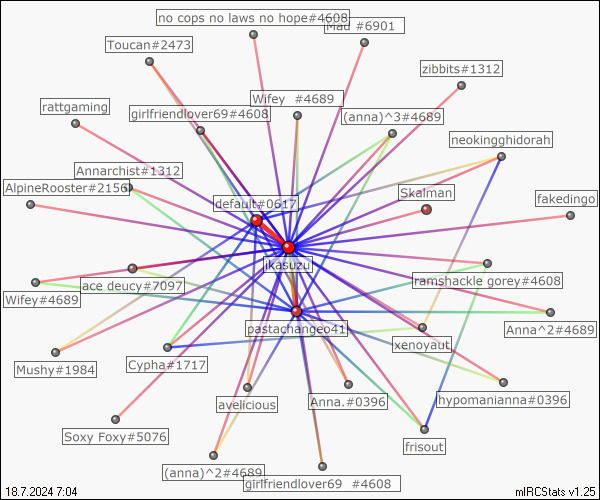 no cops no laws no hope#4608
Mad #6901
Toucan#2473
zibbits#1312
rattgaming
Wifey #4689
girlfriendlover69#4608
(anna)^3#4689
neokingghidorah
Annarchist#1312
AlpineRooster#2156
Skalman
default#0617
fakedingo
ikasuzu
ramshackle gorey#4608
ace deucy#7097
Wifey#4689
pastachangeo41
Anna^2#4689
xenoyaut
Mushy#1984
Cypha#1717
avelicious
Anna.#0396
hypomanianna#0396
Soxy Foxy#5076
frisout
(anna)^2#4689
girlfriendlover69 #4608
18.7.2024 7:04
mIRCStats v1.25